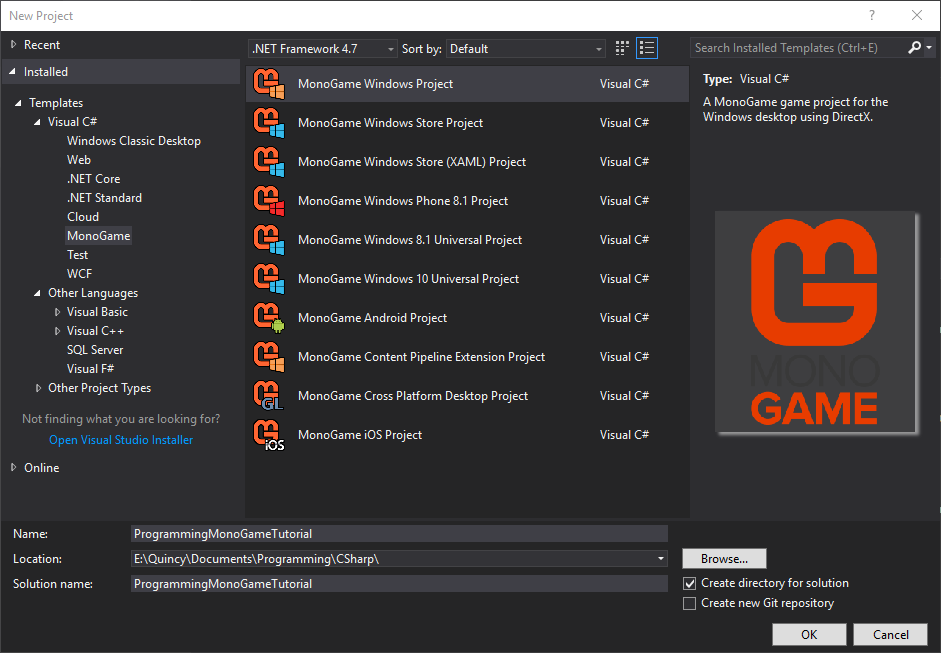 New Project
?
Recent
Installed
Templates
Visual C#
Windows Classic Desktop
Web
.NET Core
.NET Standard
Cloud
MonoGame
Test
WCF
Other Languages
Visual Basic
Visual C++
SQL Server
Visual F#
Other Project Types
Not finding what you are looking for?
Open Visual Studio Installer
Online
.NET Framework 4.7 Sort by: Default
MonoGame Windows Project Visual C#
MonoGame Windows Store Project Visual C#
MonoGame Windows Store (XAML) Project Visual C#
MonoGame Windows Phone 8.1 Project Visual C#
MonoGame Windows 8.1 Universal Project Visual C#
MonoGame Windows 10 Universal Project Visual C#
MonoGame Android Project Visual C#
MonoGame Content Pipeline Extension Project Visual C#
GL MonoGame Cross Platform Desktop Project Visual C#
iOS MonoGame iOS Project Visual C#
Search Installed Templates (Ctrl+E)
Type: Visual C#
A MonoGame game project for the
Windows desktop using DirectX.
MONO
GAME
Name: ProgrammingMonoGameTutorial
Location: E:\Quincy\Documents\Programming\CSharp\
Solution name: ProgrammingMonoGameTutorial
Browse...
Create directory for solution
Create new Git repository
OK Cancel